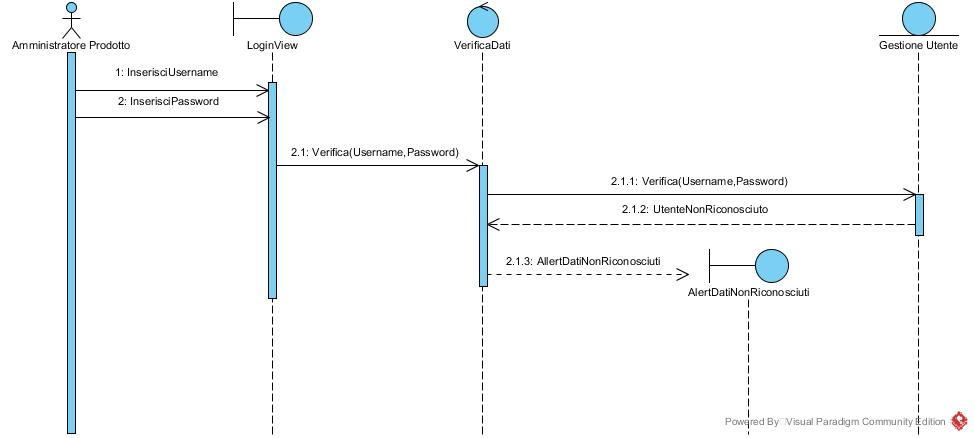 Amministratore Prodotto
LoginView
VerificaDati
Gestione Utente
1: InserisciUsername
2: InserisciPassword
2.1: Verifica(Username,Password)
2.1.1: Verifica(Username,Password)
2.1.2: UtenteNonRiconosciuto
2.1.3: AllertDatiNonRiconosciuti
AlertDatiNonRiconosciuti
Powered By Visual Paradigm Community Edition